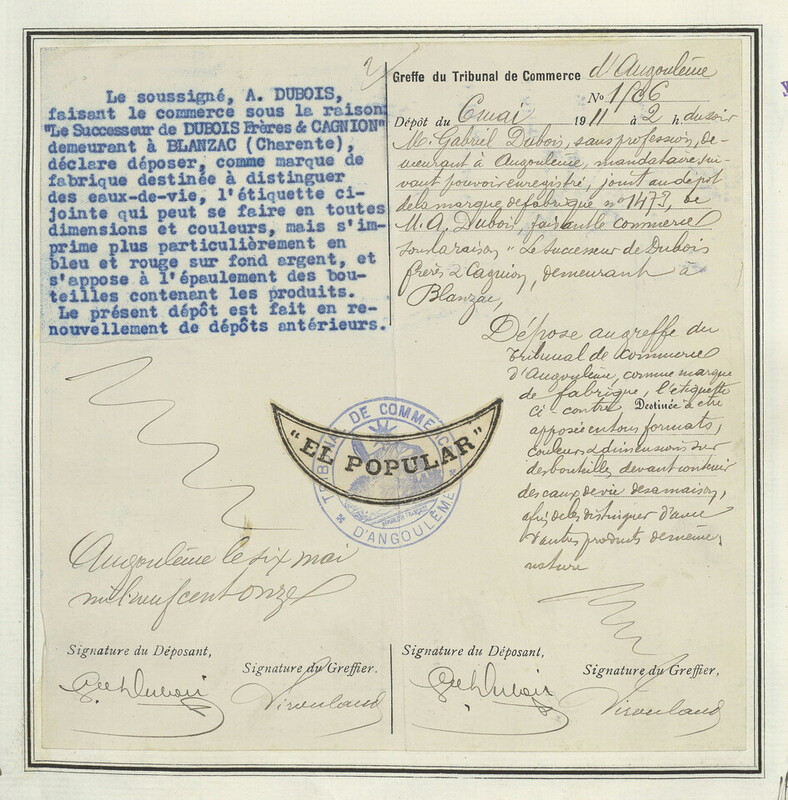 Le soussigné, A. DUBOIS,
faisant le commerce sous la raison
"Le Successeur de DUBOIS Frères & CAGNION"
demeurant à BLANZAC (Charente),
déclare déposer, comme marque de
fabrique destinée à distinguer
des eaux-de-vie, l'étiquette ci-
jointe qui peut se faire en toutes
dimensions et couleurs, mais s'im-
prime plus particulièrement en
bleu et rouge sur fond argent, et
s'appose à l'épaulement des bou-
teilles contenant les produits.
Le présent dépôt est fait en re-
nouvellement de dépôts antérieurs.
Angoulême le six mai
mil neuf cent onze
Signature du Déposant,
Signature du Greffier.
Greffe du Tribunal de Commerce d'Angoulême
No
Dépôt du 6 mai 1911 à 2 h. du soir
M. Gabriel Dubois, sans profession, de-
meurant à Angoulême, mandataire sui-
vant pouvoir enregistré, joint au dépôt
de la marque de fabrique n° 1473, de
M. A. Dubois, faisant le commerce
sous la raison "Le Successeur de Dubois
frères & Cagnion, demeurant à
Blanzac,
Dépose au greffe du
Tribunal de Commerce
d'Angoulême, comme marque
de fabrique, l'étiquette
ci contre Destinée à être
apposée en tous formats,
couleurs & dimensions sur
des bouteilles devant contenir
des eaux de vie de sa maison,
afin de les distinguer d'avec
d'autres produits de même
nature
"EL POPULAR"
TRIBUNAL DE COMMERCE
D'ANGOULÊME
Signature du Déposant,
Signature du Greffier,